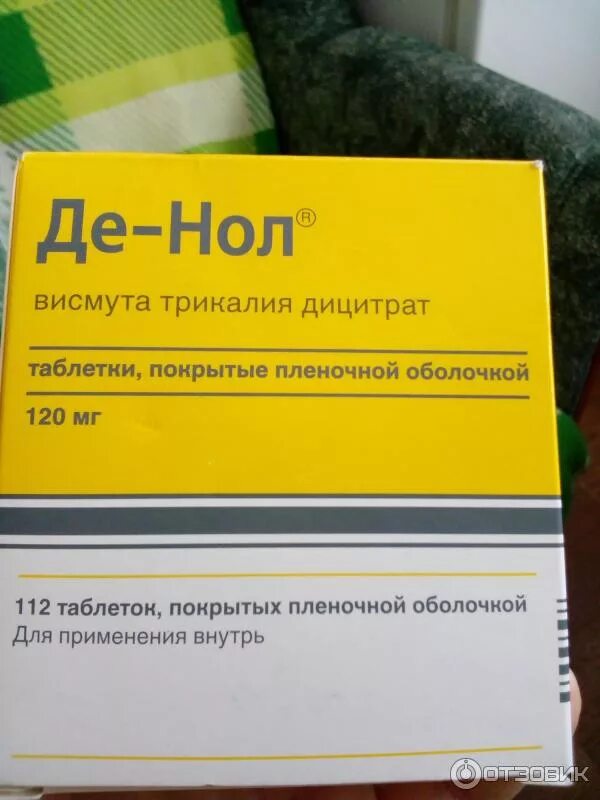 Де-Нол®
висмута трикалия дицитрат
таблетки, покрытые пленочной оболочкой
120 мг
112 таблеток, покрытых пленочной оболочкой
Для применения внутрь
ОТЗОВИК